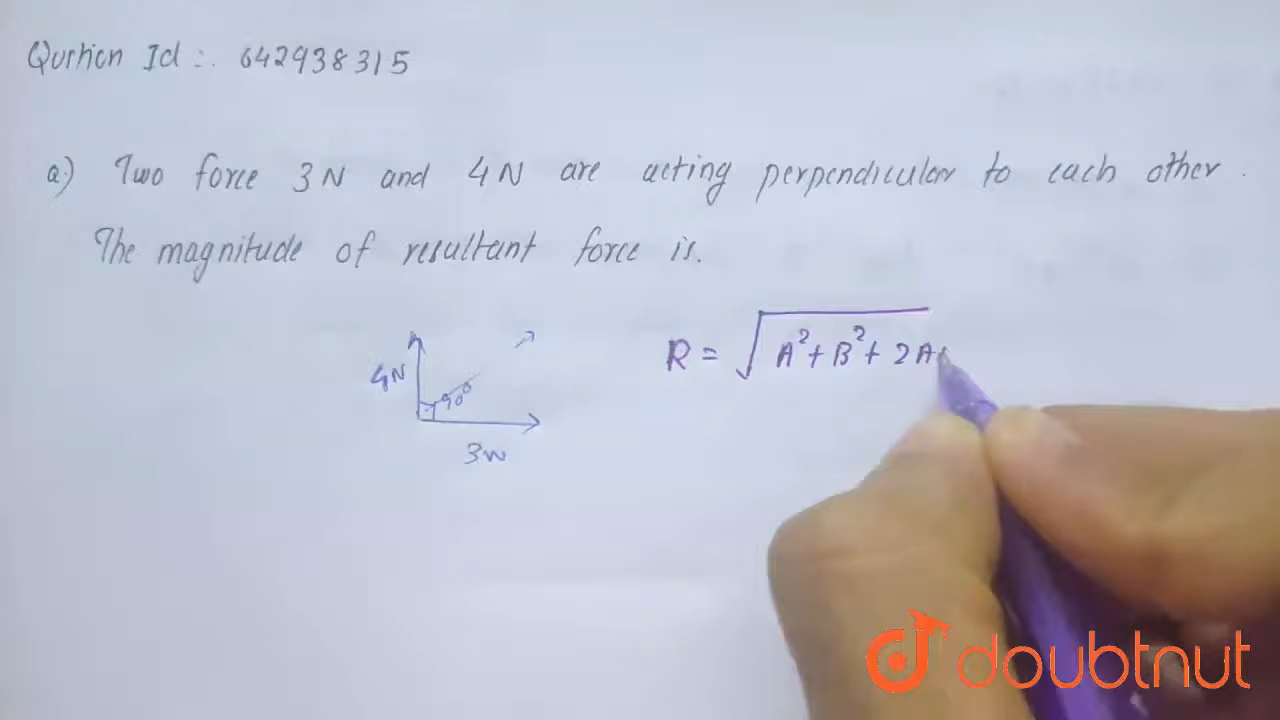 Qurtion Id :- 642938315
a.) Two force 3N and 4N are acting perpendicular to each other.
The magnitude of resultant force is.
4N
90°
3N
R = √A²+B²+2A
doubtnut